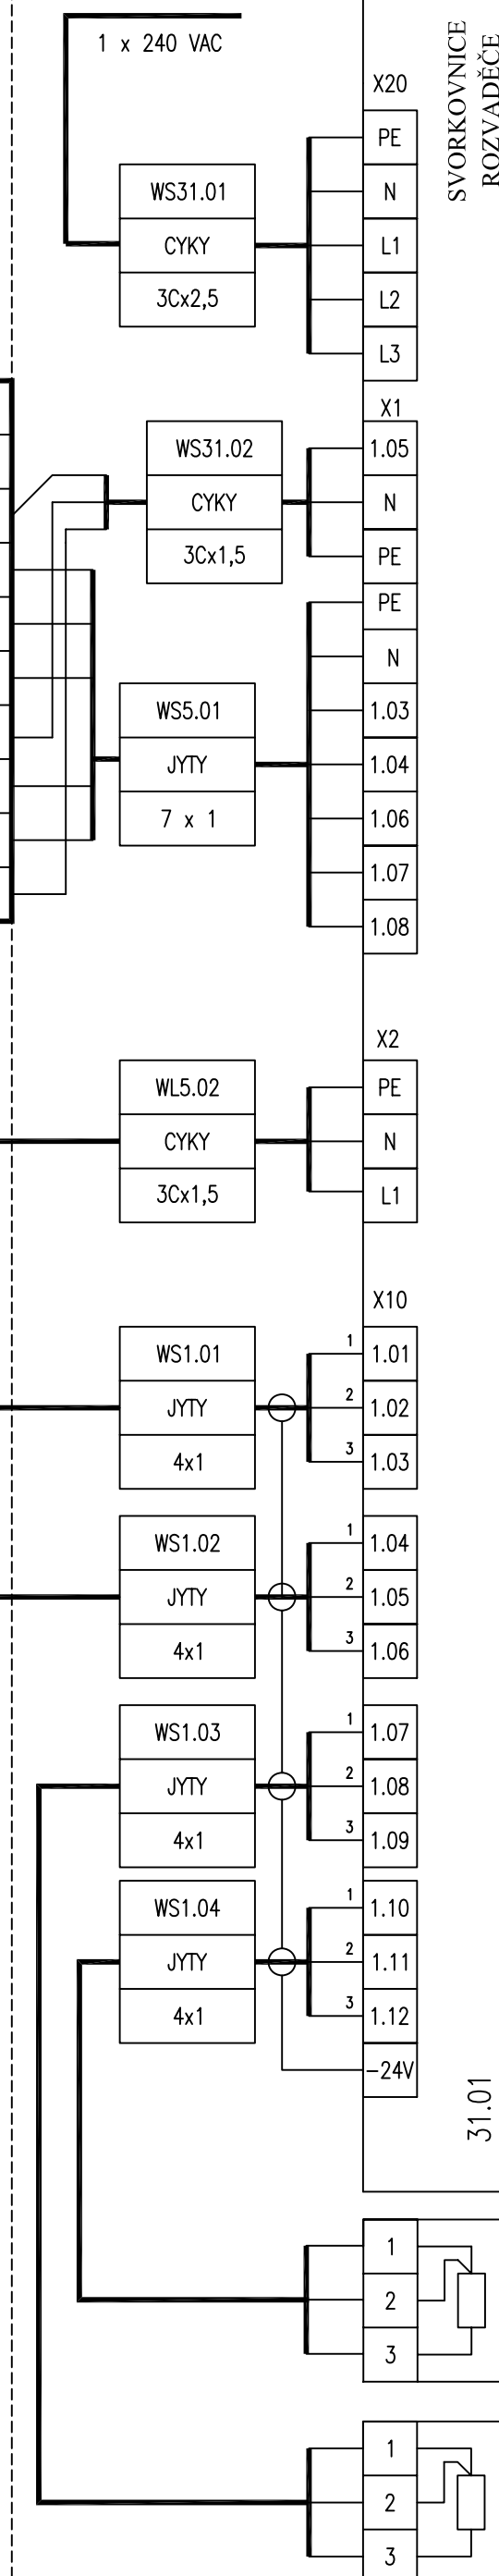 1 x 240 VAC
SVORKOVNICE
ROZVADĚČE
X20
PE
N
L1
L2
L3
WS31.01
CYKY
3Cx2,5
X1
1.05
N
PE
WS31.02
CYKY
3Cx1,5
PE
N
1.03
1.04
1.06
1.07
1.08
WS5.01
JYTY
7 x 1
X2
PE
N
L1
WL5.02
CYKY
3Cx1,5
X10
WS1.01
JYTY
4x1
1 1.01
2 1.02
3 1.03
WS1.02
JYTY
4x1
1 1.04
2 1.05
3 1.06
WS1.03
JYTY
4x1
1 1.07
2 1.08
3 1.09
WS1.04
JYTY
4x1
1 1.10
2 1.11
3 1.12
-24V
31.01
1
2
3
1
2
3